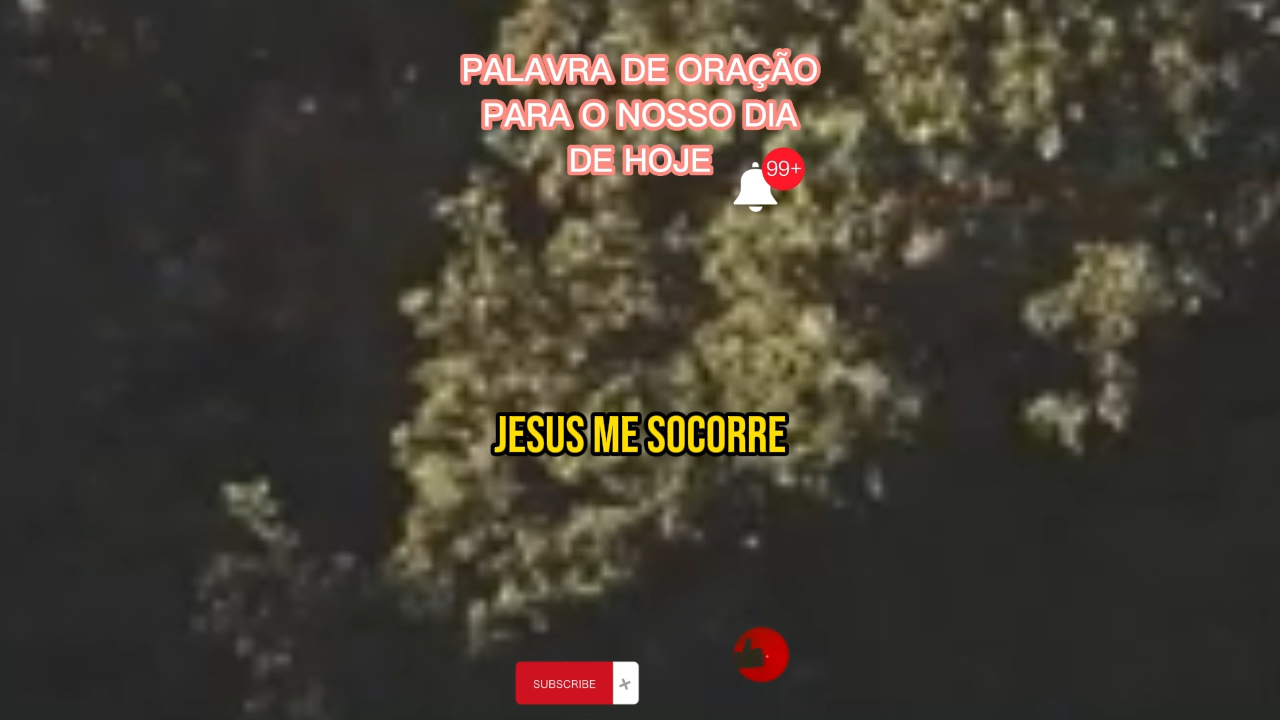 PALAVRA DE ORAÇÃO
PARA O NOSSO DIA
DE HOJE
99+
JESUS ME SOCORRE
SUBSCRIBE